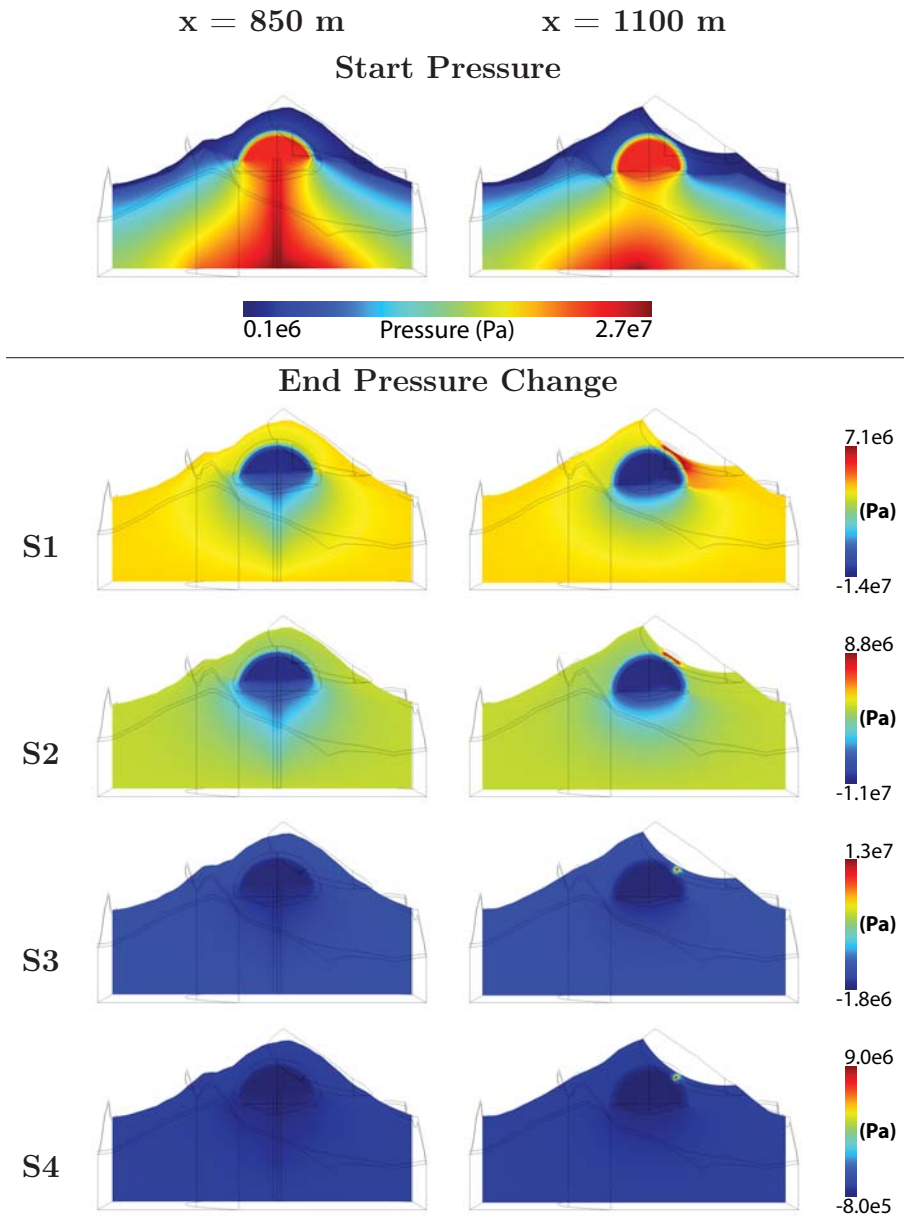 x = 850 m x = 1100 m
Start Pressure
0.1e6 Pressure (Pa) 2.7e7
End Pressure Change
S1
7.1e6
(Pa)
-1.4e7
S2
8.8e6
(Pa)
-1.1e7
S3
1.3e7
(Pa)
-1.8e6
S4
9.0e6
(Pa)
-8.0e5